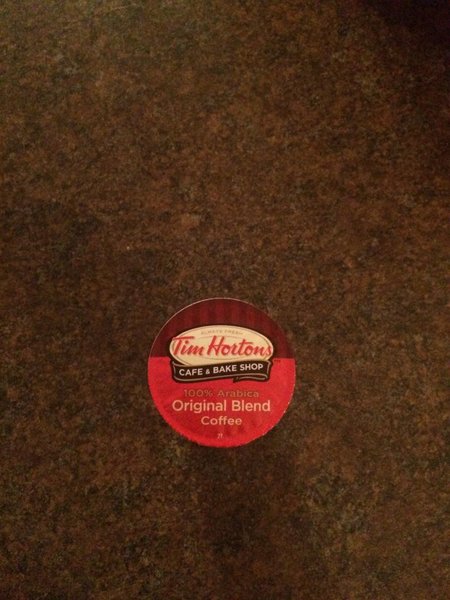 ALWAYS FRESH
Tim Hortons
CAFE & BAKE SHOP
100% Arabica
Original Blend
Coffee